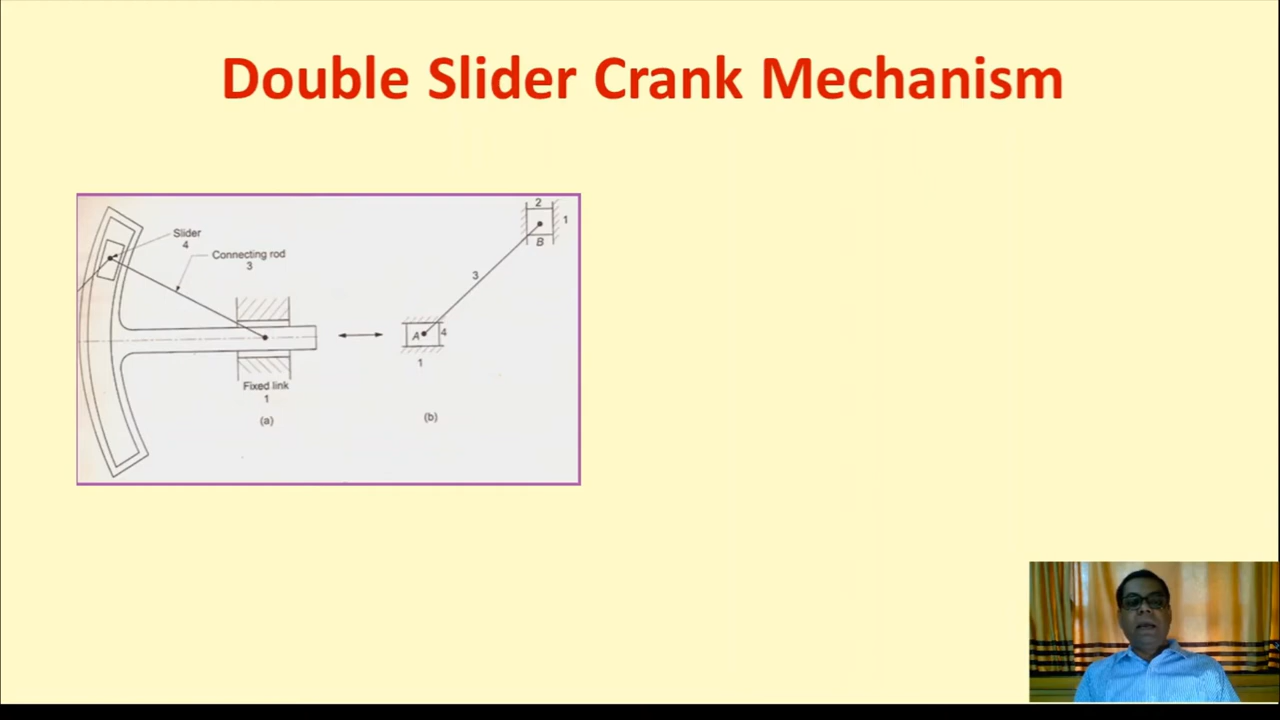 Double Slider Crank Mechanism
Slider
4
Connecting rod
3
Fixed link
1
(a)
2
1
B
3
A
4
1
(b)